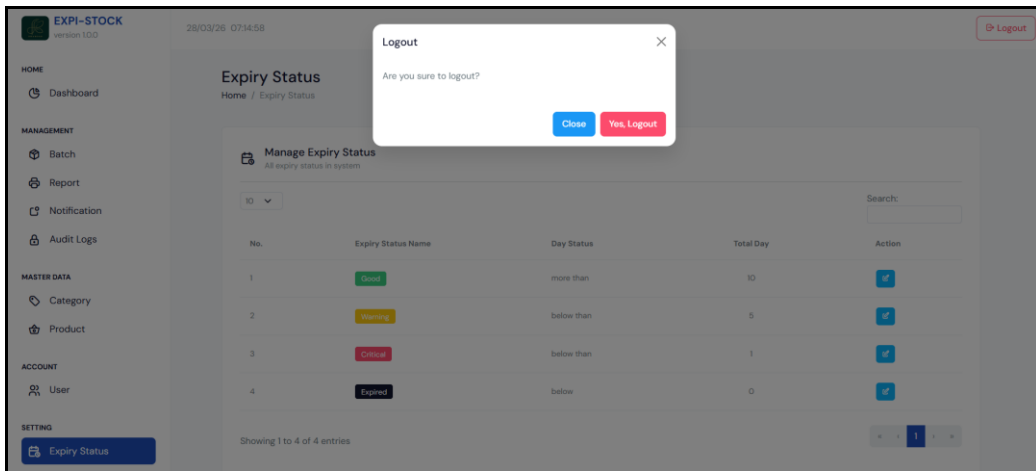 EXPI-STOCK
version 1.0.0
28/03/26 07:14:58
Logout
Logout
Are you sure to logout?
Close
Yes, Logout
HOME
Dashboard
MANAGEMENT
Batch
Report
Notification
Audit Logs
MASTER DATA
Category
Product
ACCOUNT
User
SETTING
Expiry Status
Expiry Status
Home / Expiry Status
Manage Expiry Status
All expiry status in system
10
Search:
No. Expiry Status Name Day Status Total Day Action
1 Good more than 10
2 Warning below than 5
3 Critical below than 1
4 Expired below 0
Showing 1 to 4 of 4 entries
« ‹ 1 › »